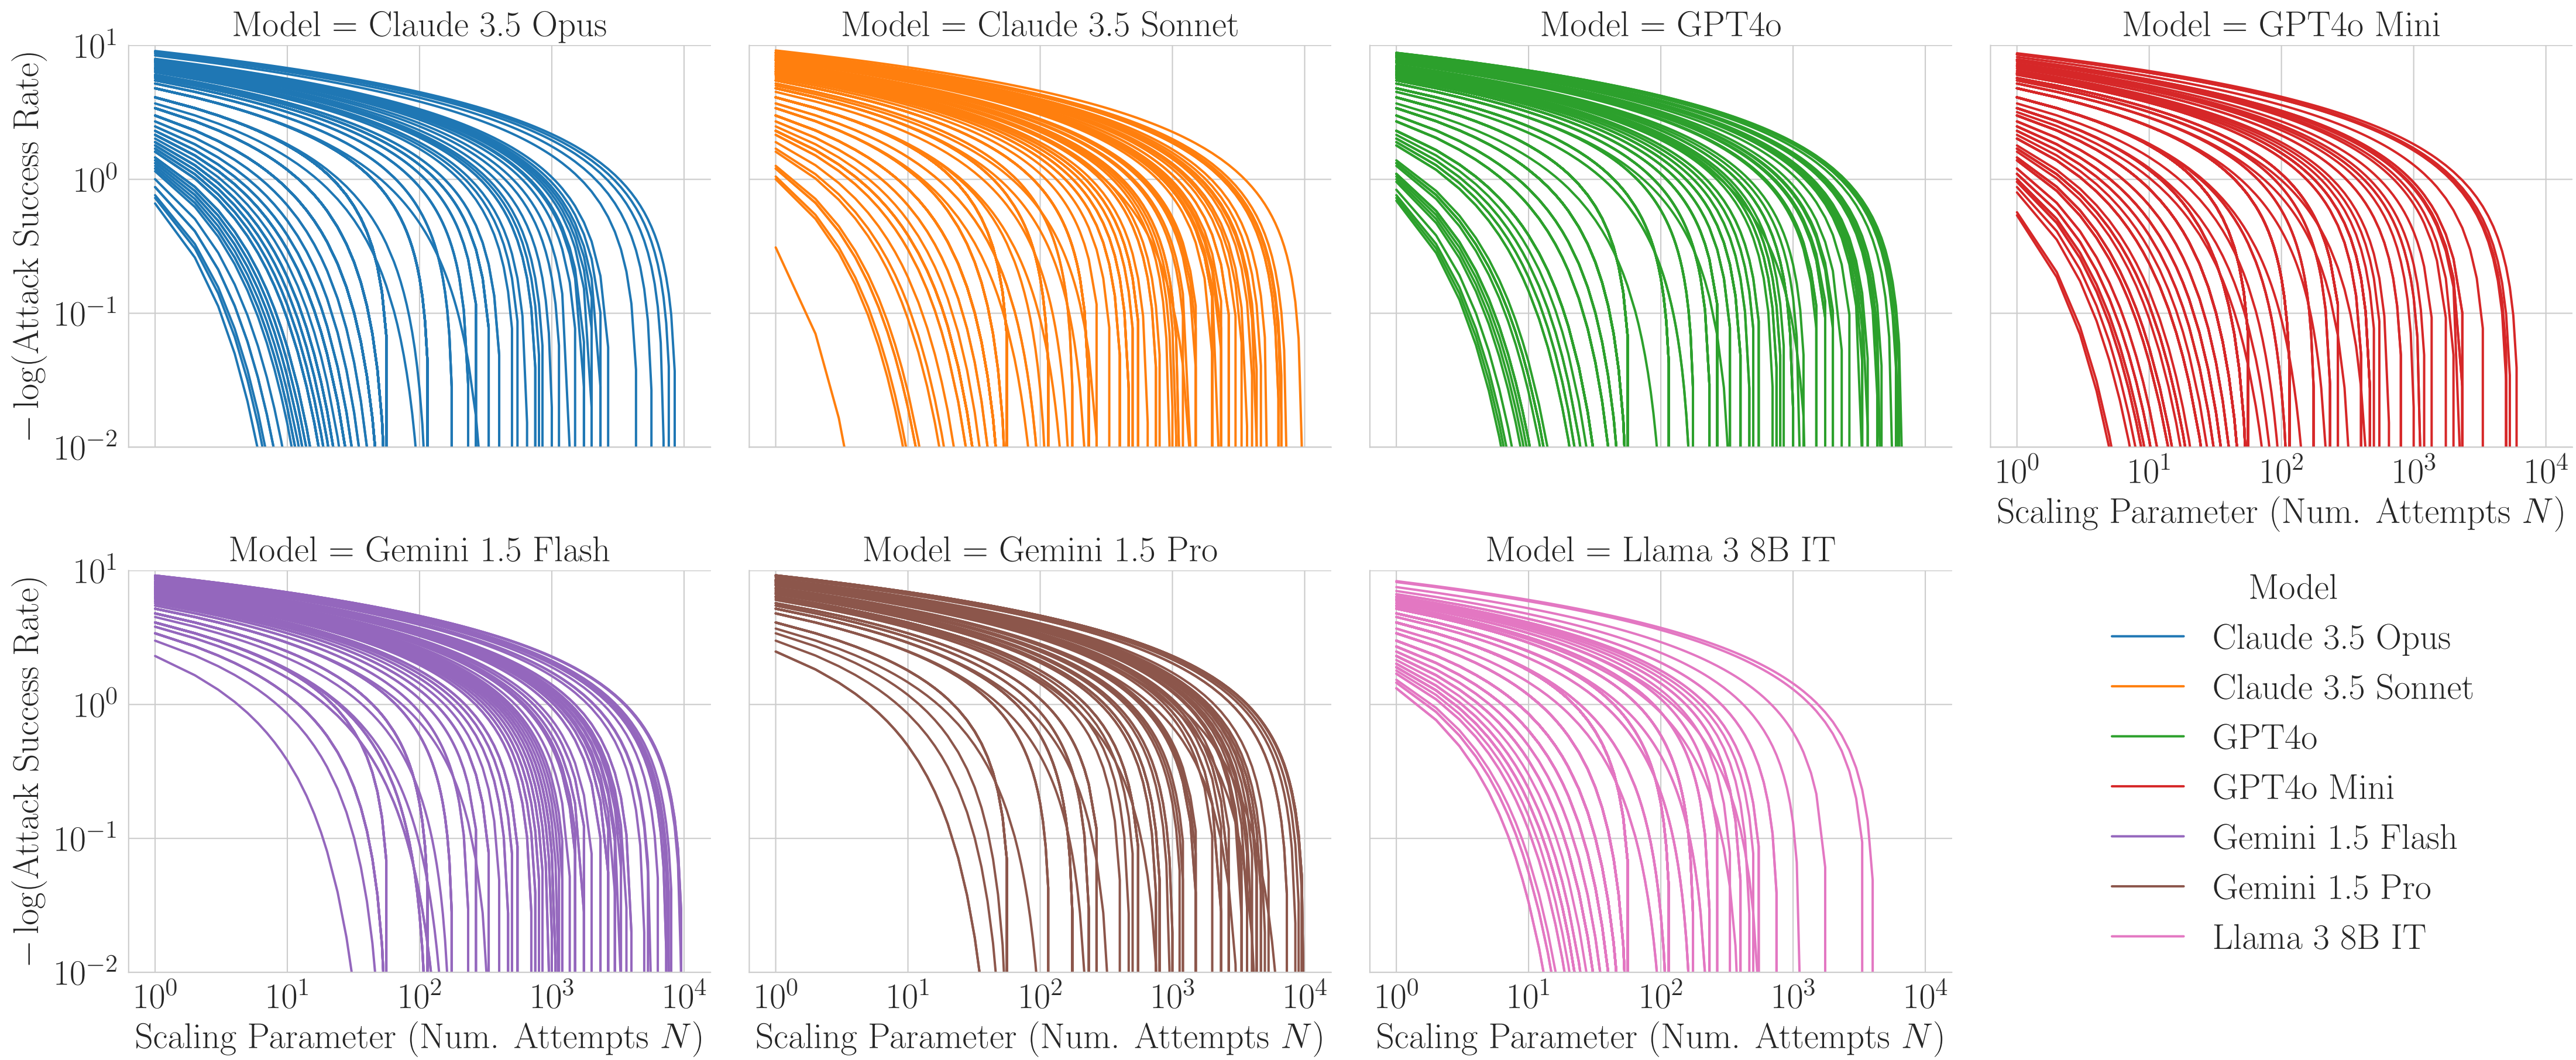 Model = Claude 3.5 Opus
Model = Claude 3.5 Sonnet
Model = GPT4o
Model = GPT4o Mini
− log(Attack Success Rate)
10^1
10^0
10^-1
10^-2
10^0 10^1 10^2 10^3 10^4
Scaling Parameter (Num. Attempts N)
Model = Gemini 1.5 Flash
Model = Gemini 1.5 Pro
Model = Llama 3 8B IT
− log(Attack Success Rate)
10^1
10^0
10^-1
10^-2
10^0 10^1 10^2 10^3 10^4
Scaling Parameter (Num. Attempts N)
10^0 10^1 10^2 10^3 10^4
Scaling Parameter (Num. Attempts N)
10^0 10^1 10^2 10^3 10^4
Scaling Parameter (Num. Attempts N)
Model
Claude 3.5 Opus
Claude 3.5 Sonnet
GPT4o
GPT4o Mini
Gemini 1.5 Flash
Gemini 1.5 Pro
Llama 3 8B IT